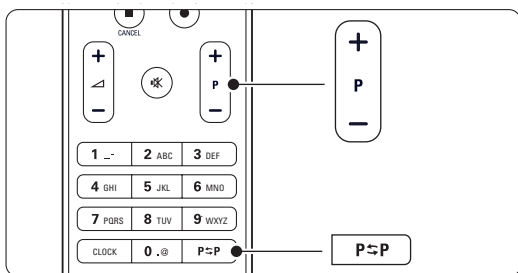 CANCEL
+ +
P
– –
1 _- 2 ABC 3 DEF
4 GHI 5 JKL 6 MNO
7 PQRS 8 TUV 9 WXYZ
CLOCK 0 .@ P⇆P
+
P
–
P⇆P